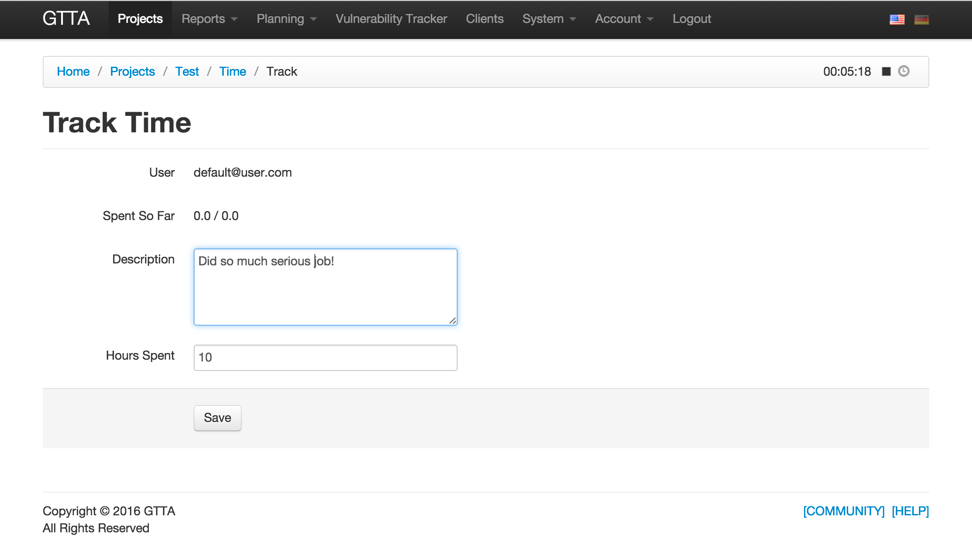 GTTA Projects Reports Planning Vulnerability Tracker Clients System Account Logout
Home / Projects / Test / Time / Track 00:05:18
Track Time
User default@user.com
Spent So Far 0.0 / 0.0
Description Did so much serious job!
Hours Spent 10
Save
Copyright © 2016 GTTA [COMMUNITY] [HELP]
All Rights Reserved